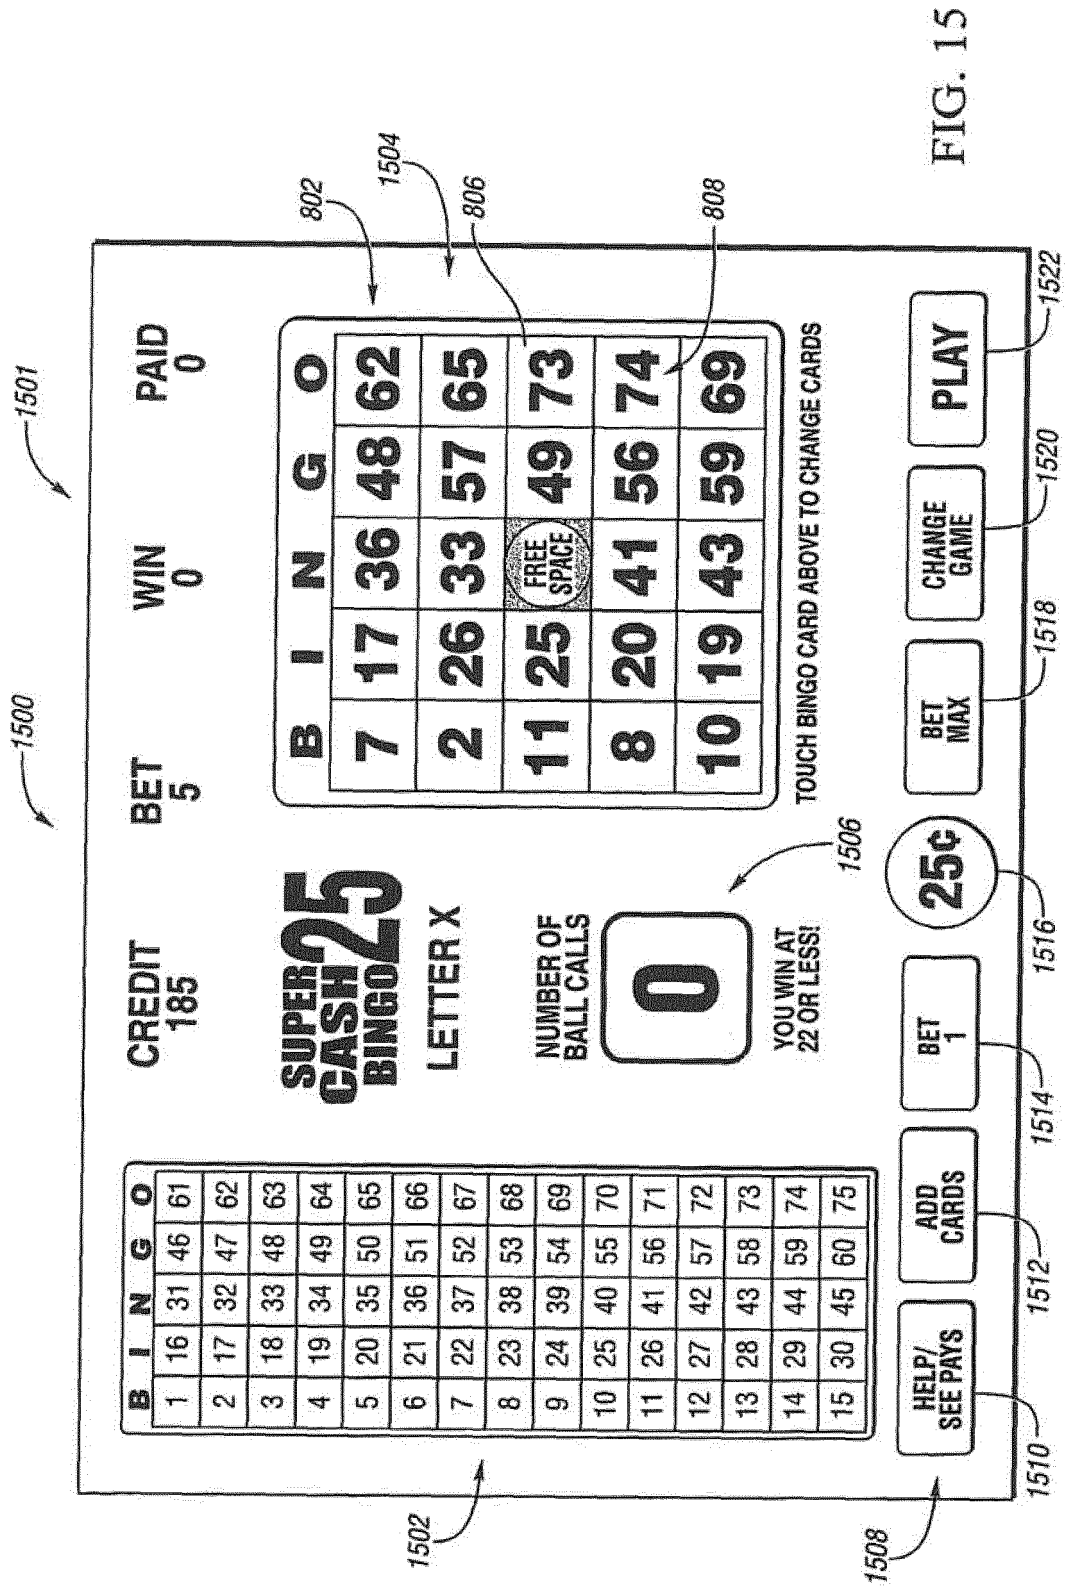 1500
1501
CREDIT BET WIN PAID
185 5 0 0
802
1504
806
808
B I N G O
1 16 31 46 61
2 17 32 47 62
3 18 33 48 63
4 19 34 49 64
5 20 35 50 65
6 21 36 51 66
7 22 37 52 67
8 23 38 53 68
9 24 39 54 69
10 25 40 55 70
11 26 41 56 71
12 27 42 57 72
13 28 43 58 73
14 29 44 59 74
15 30 45 60 75
1502
SUPER
CASH
BINGO
25
LETTER X
NUMBER OF
BALL CALLS
0
YOU WIN AT
22 OR LESS!
1506
B I N G O
7 17 36 48 62
2 26 33 57 65
11 25 FREE SPACE 49 73
8 20 41 56 74
10 19 43 59 69
TOUCH BINGO CARD ABOVE TO CHANGE CARDS
1508
HELP/
SEE PAYS
ADD
CARDS
BET
1
25¢
BET
MAX
CHANGE
GAME
PLAY
1510
1512
1514
1516
1518
1520
1522
FIG. 15